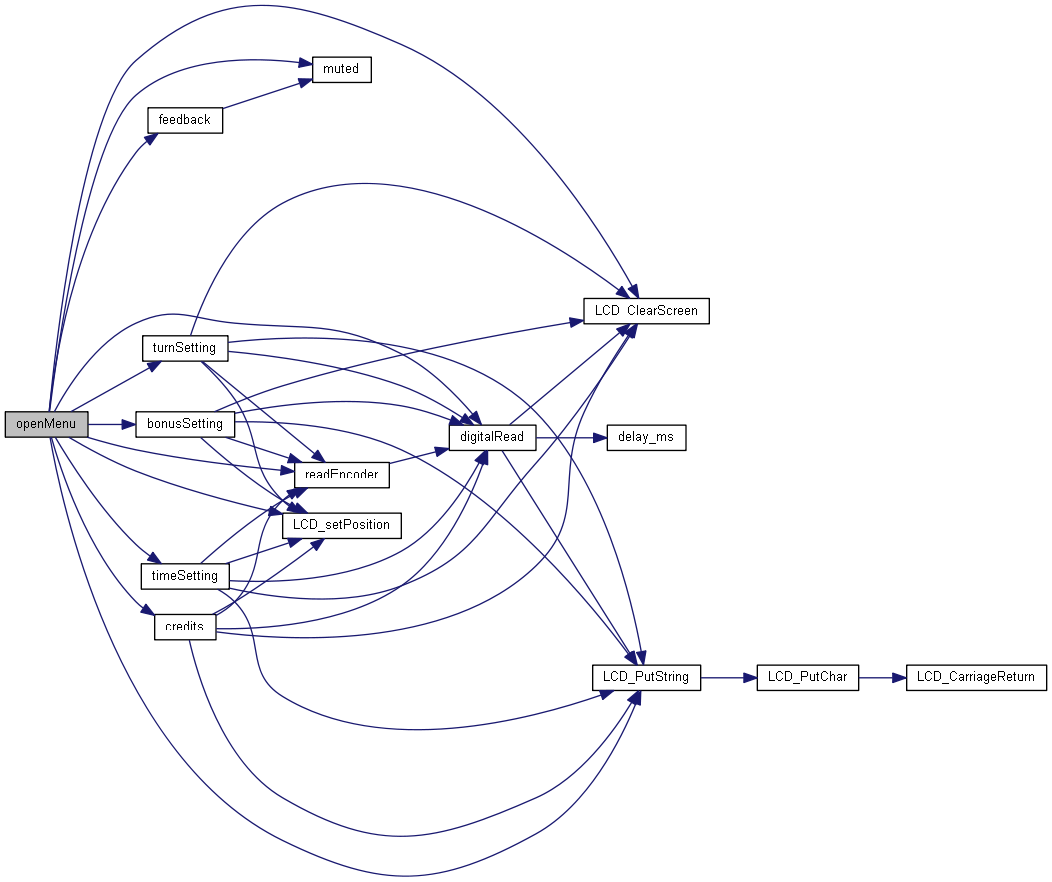 muted
feedback
LCD_ClearScreen
turnSetting
openMenu
bonusSetting
digitalRead
delay_ms
readEncoder
LCD_setPosition
timeSetting
credits
LCD_PutString
LCD_PutChar
LCD_CarriageReturn